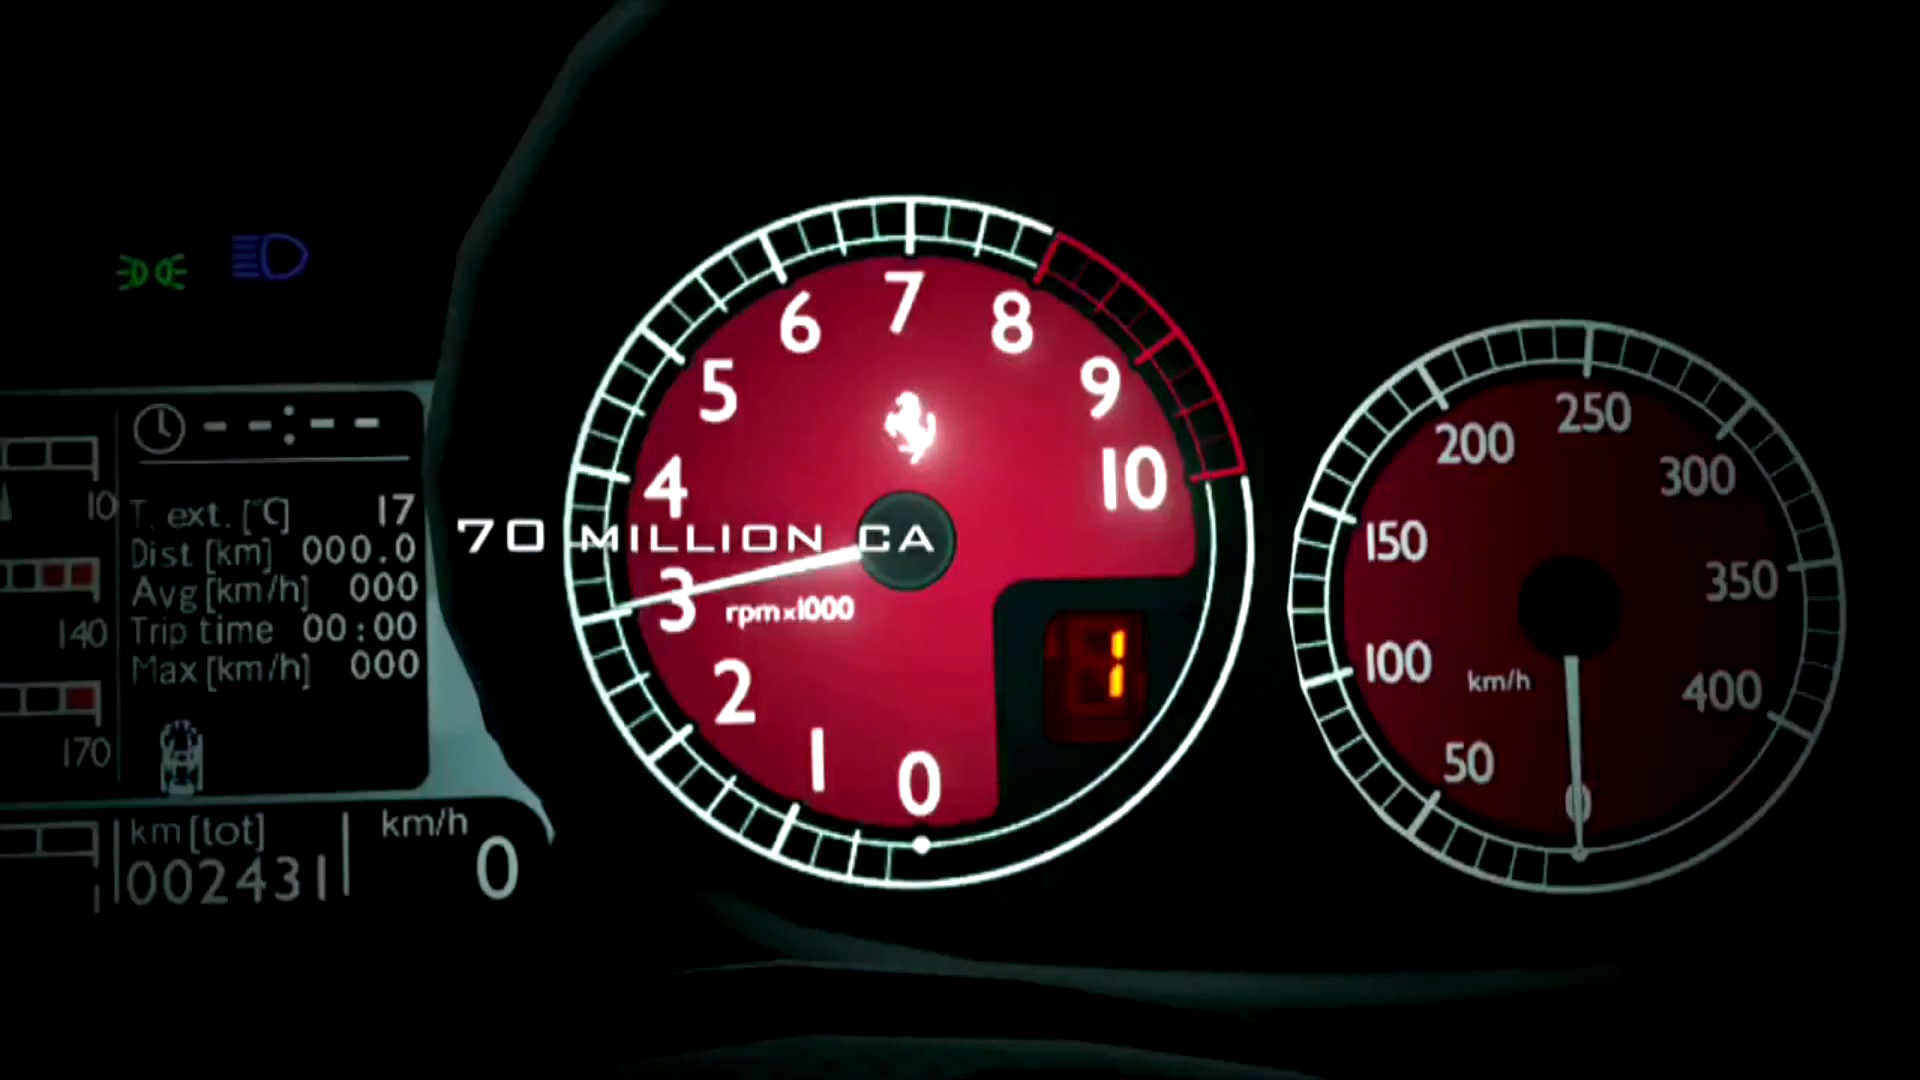 10
140
170
--:--
T. ext. [°C] 17
Dist [km] 000.0
Avg [km/h] 000
Trip time 00:00
Max [km/h] 000
km [tot]
002431
km/h
0
70 MILLION CA
0
1
2
3
4
5
6
7
8
9
10
rpm x1000
1
0
50
100
150
200
250
300
350
400
km/h